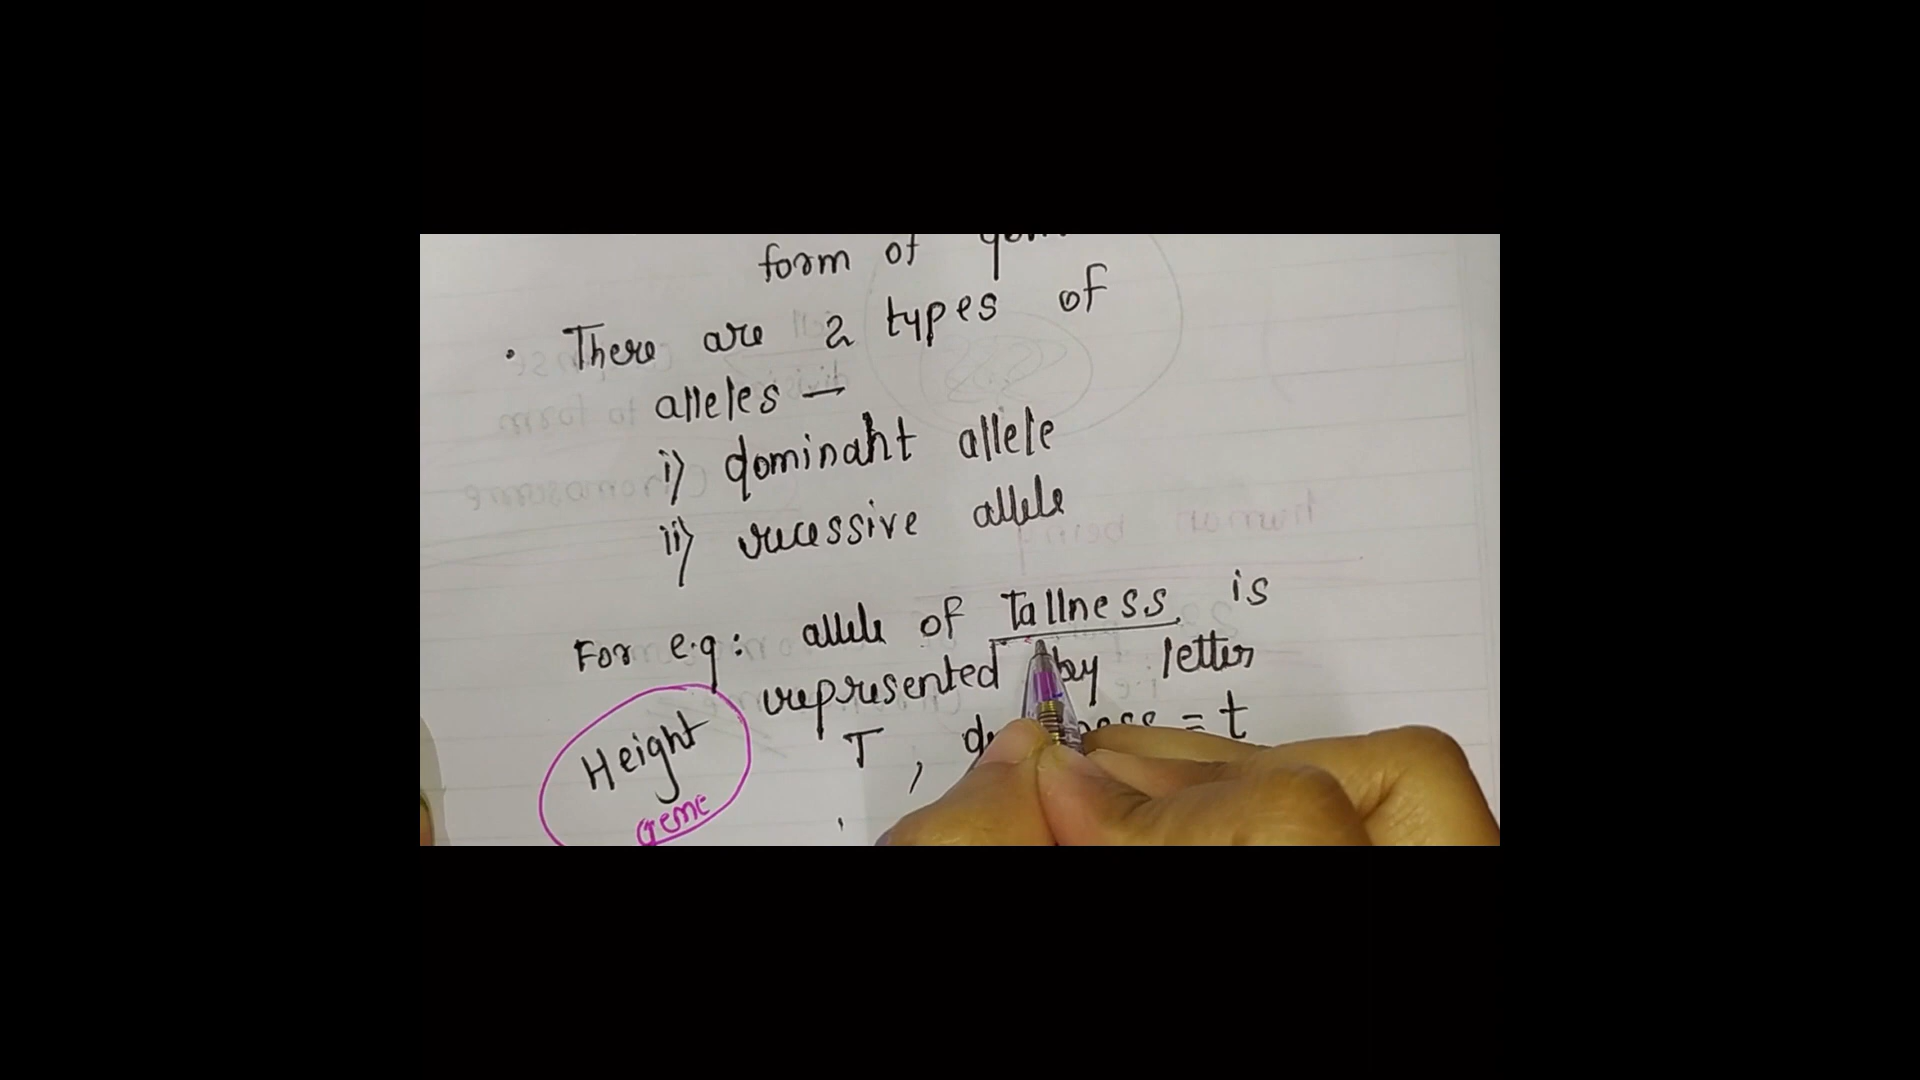 form of
• There are 2 types of
alleles —
i) dominant allele
ii) recessive allele
For e.g: allele of Tallness is
represented by letter
T, = t
Height
Gene